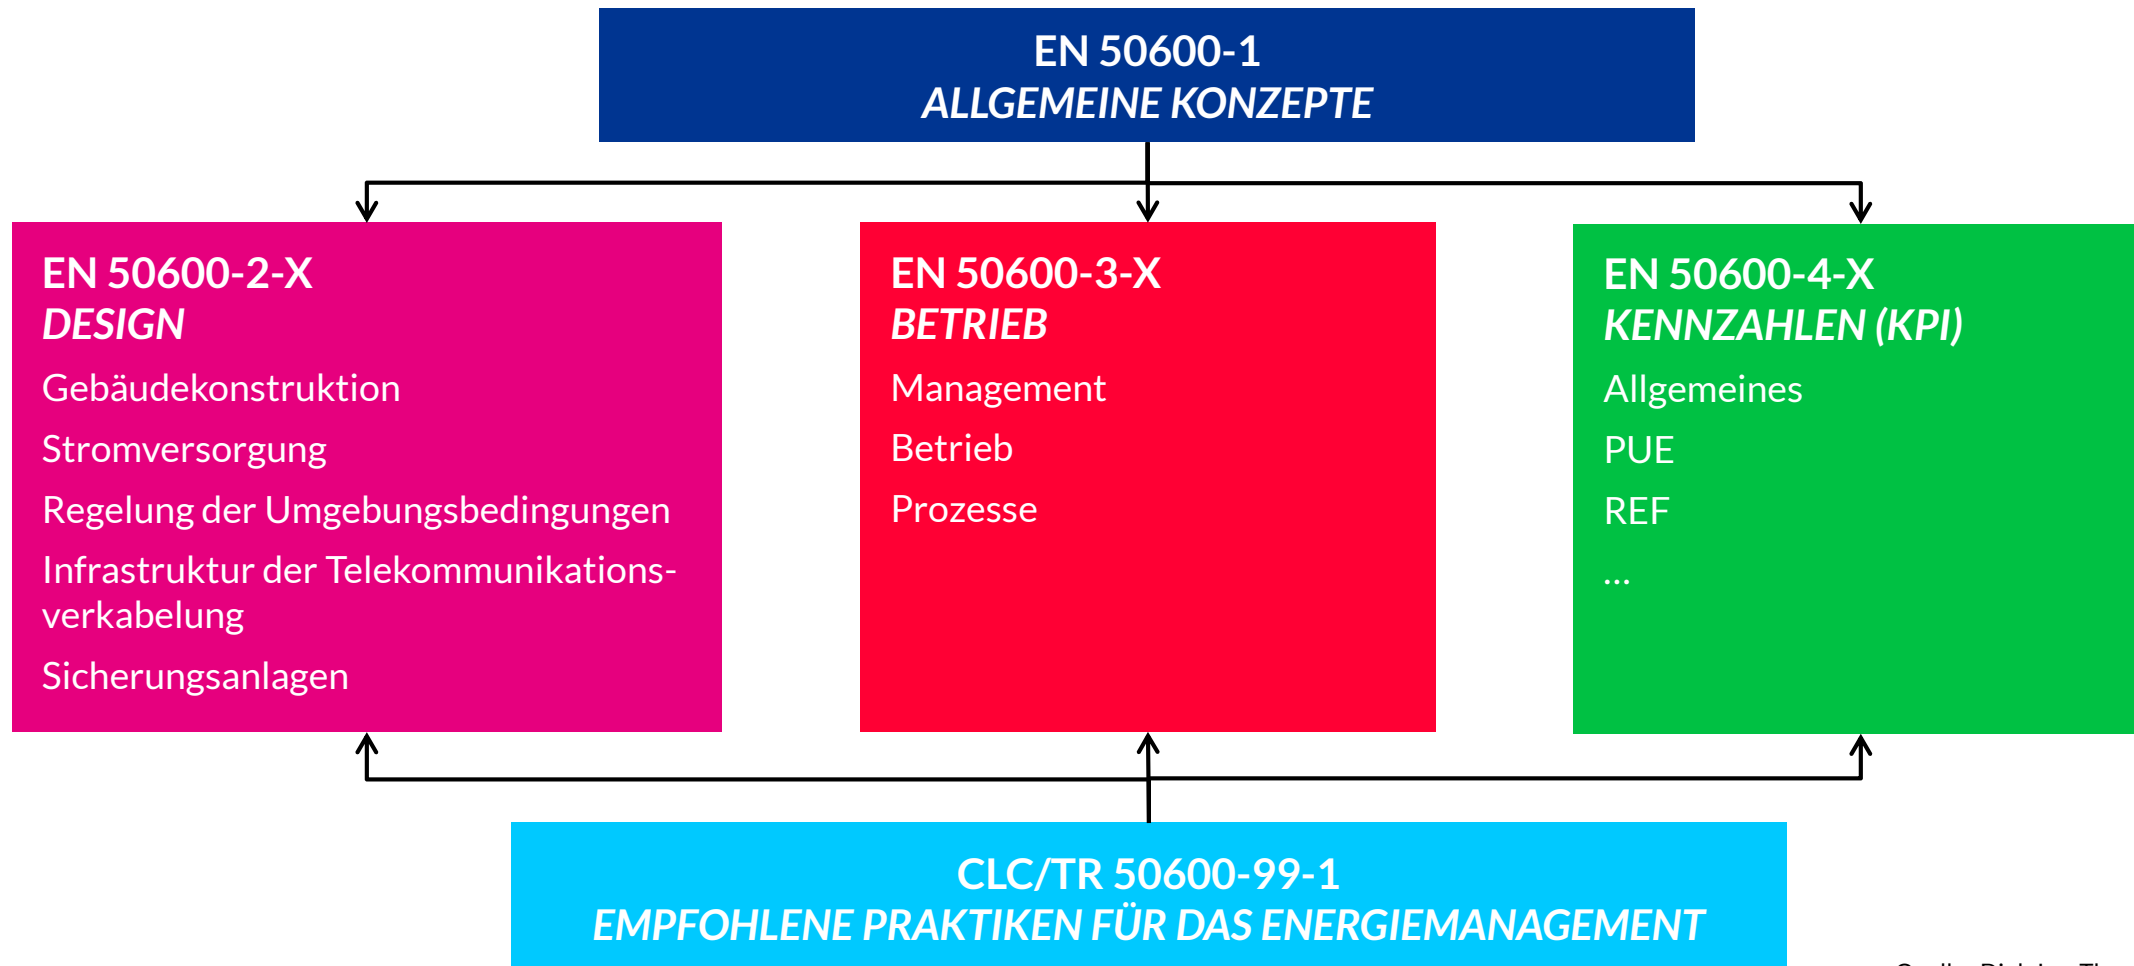 EN 50600-1
ALLGEMEINE KONZEPTE
EN 50600-2-X
DESIGN
Gebäudekonstruktion
Stromversorgung
Regelung der Umgebungsbedingungen
Infrastruktur der Telekommunikations-
verkabelung
Sicherungsanlagen
EN 50600-3-X
BETRIEB
Management
Betrieb
Prozesse
EN 50600-4-X
KENNZAHLEN (KPI)
Allgemeines
PUE
REF
...
CLC/TR 50600-99-1
EMPFOHLENE PRAKTIKEN FÜR DAS ENERGIEMANAGEMENT